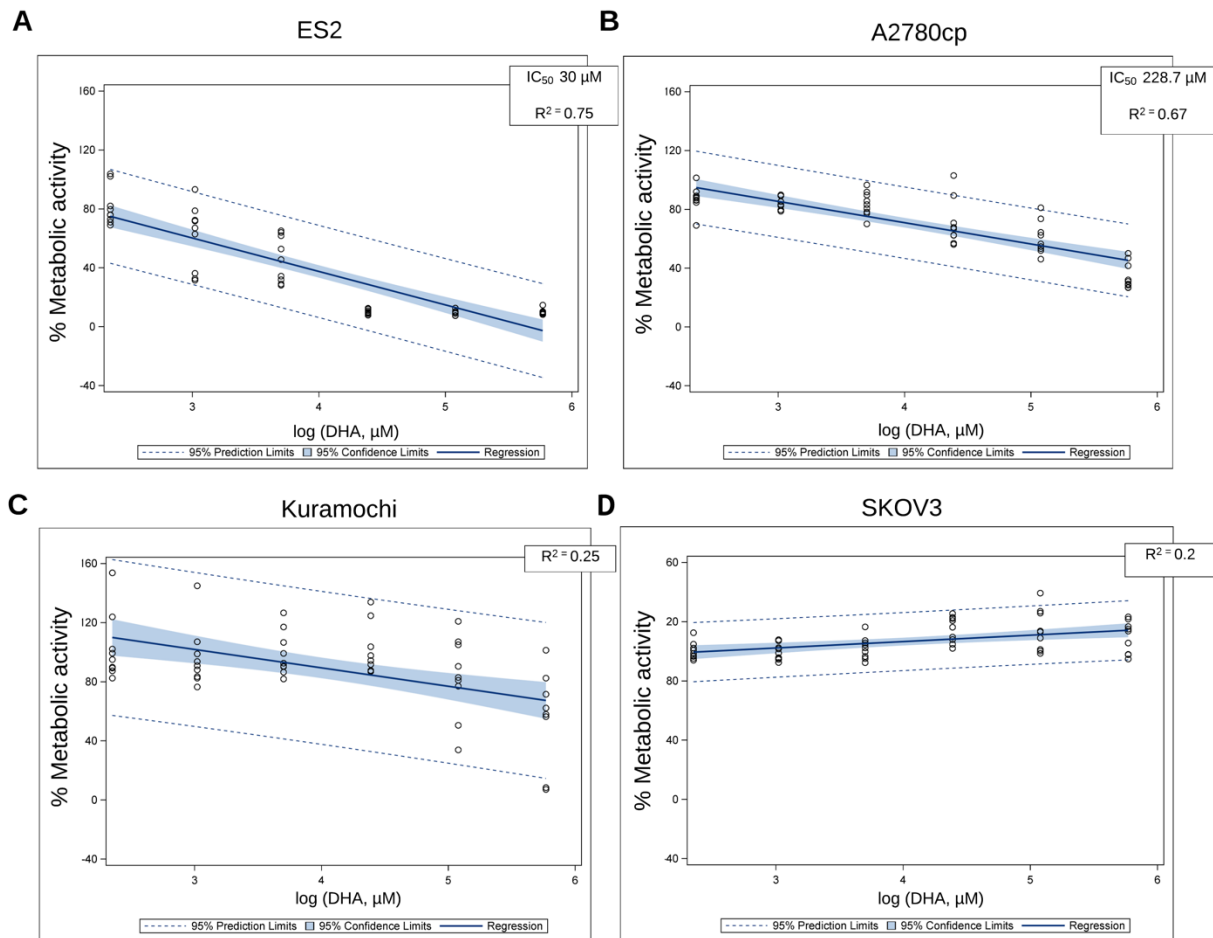 A
ES2
IC₅₀ 30 µM
R² = 0.75
% Metabolic activity
160
120
80
40
0
-40
3
4
5
6
log (DHA, µM)
95% Prediction Limits 95% Confidence Limits Regression
B
A2780cp
IC₅₀ 228.7 µM
R² = 0.67
% Metabolic activity
160
120
80
40
0
-40
3
4
5
6
log (DHA, µM)
95% Prediction Limits 95% Confidence Limits Regression
C
Kuramochi
R² = 0.25
% Metabolic activity
160
120
80
40
0
-40
3
4
5
6
log (DHA, µM)
95% Prediction Limits 95% Confidence Limits Regression
D
SKOV3
R² = 0.2
% Metabolic activity
60
20
80
40
0
-40
3
4
5
6
log (DHA, µM)
95% Prediction Limits 95% Confidence Limits Regression